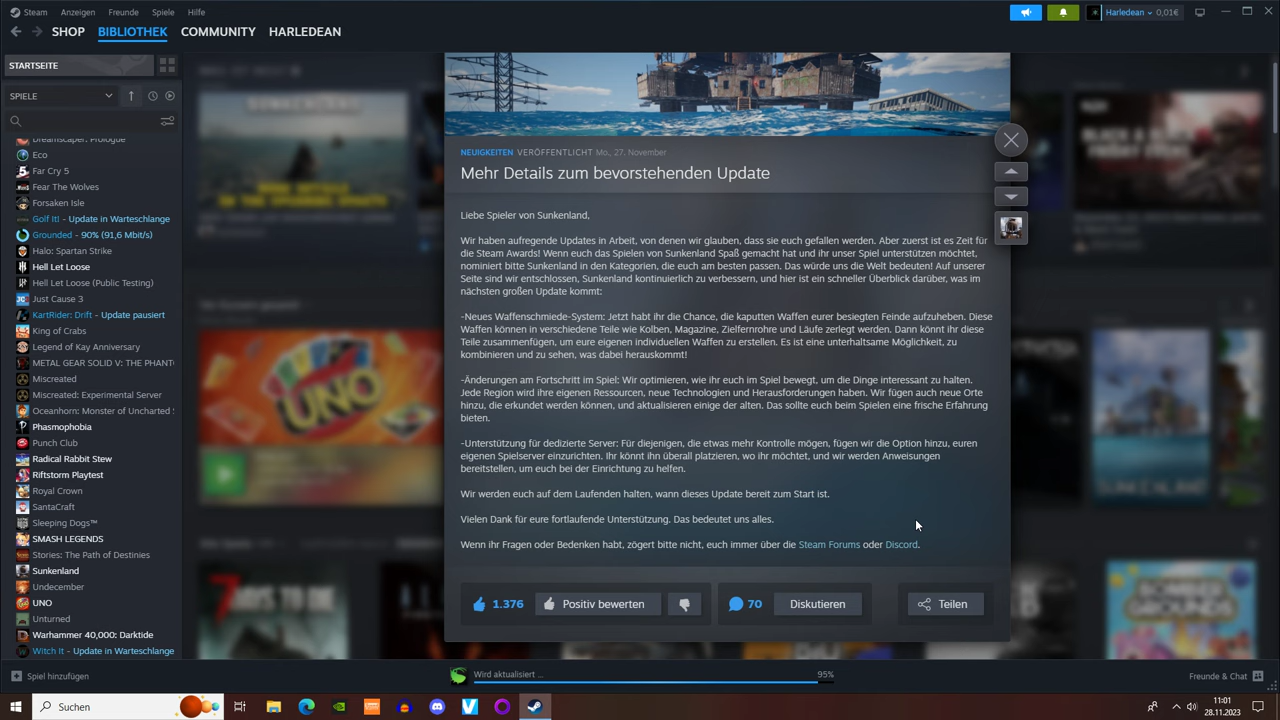 Steam Anzeigen Freunde Spiele Hilfe
Harledean 0,01€
SHOP BIBLIOTHEK COMMUNITY HARLEDEAN
STARTSEITE
SPIELE
Dreamscaper: Prologue
Eco
Far Cry 5
Fear The Wolves
Forsaken Isle
Golf It! - Update in Warteschlange
Grounded - 90% (91,6 Mbit/s)
Halo: Spartan Strike
Hell Let Loose
Hell Let Loose (Public Testing)
Just Cause 3
KartRider: Drift - Update pausiert
King of Crabs
Legend of Kay Anniversary
METAL GEAR SOLID V: THE PHANT
Miscreated
Miscreated: Experimental Server
Oceanhorn: Monster of Uncharted S
Phasmophobia
Punch Club
Radical Rabbit Stew
Riftstorm Playtest
Royal Crown
SantaCraft
Sleeping Dogs™
SMASH LEGENDS
Stories: The Path of Destinies
Sunkenland
Undecember
UNO
Unturned
Warhammer 40,000: Darktide
Witch It - Update in Warteschlange
NEUIGKEITEN VERÖFFENTLICHT Mo., 27. November
Mehr Details zum bevorstehenden Update
Liebe Spieler von Sunkenland,
Wir haben aufregende Updates in Arbeit, von denen wir glauben, dass sie euch gefallen werden. Aber zuerst ist es Zeit für
die Steam Awards! Wenn euch das Spielen von Sunkenland Spaß gemacht hat und ihr unser Spiel unterstützen möchtet,
nominiert bitte Sunkenland in den Kategorien, die euch am besten passen. Das würde uns die Welt bedeuten! Auf unserer
Seite sind wir entschlossen, Sunkenland kontinuierlich zu verbessern, und hier ist ein schneller Überblick darüber, was im
nächsten großen Update kommt:
-Neues Waffenschmiede-System: Jetzt habt ihr die Chance, die kaputten Waffen eurer besiegten Feinde aufzuheben. Diese
Waffen können in verschiedene Teile wie Kolben, Magazine, Zielfernrohre und Läufe zerlegt werden. Dann könnt ihr diese
Teile zusammenfügen, um eure eigenen individuellen Waffen zu erstellen. Es ist eine unterhaltsame Möglichkeit, zu
kombinieren und zu sehen, was dabei herauskommt!
-Änderungen am Fortschritt im Spiel: Wir optimieren, wie ihr euch im Spiel bewegt, um die Dinge interessant zu halten.
Jede Region wird ihre eigenen Ressourcen, neue Technologien und Herausforderungen haben. Wir fügen auch neue Orte
hinzu, die erkundet werden können, und aktualisieren einige der alten. Das sollte euch beim Spielen eine frische Erfahrung
bieten.
-Unterstützung für dedizierte Server: Für diejenigen, die etwas mehr Kontrolle mögen, fügen wir die Option hinzu, euren
eigenen Spielserver einzurichten. Ihr könnt ihn überall platzieren, wo ihr möchtet, und wir werden Anweisungen
bereitstellen, um euch bei der Einrichtung zu helfen.
Wir werden euch auf dem Laufenden halten, wann dieses Update bereit zum Start ist.
Vielen Dank für eure fortlaufende Unterstützung. Das bedeutet uns alles.
Wenn ihr Fragen oder Bedenken habt, zögert bitte nicht, euch immer über die Steam Forums oder Discord.
1.376 Positiv bewerten 70 Diskutieren Teilen
UNO
Spiel hinzufügen
Wird aktualisiert ... 95%
Freunde & Chat
Suchen
11:01
28.11.2023